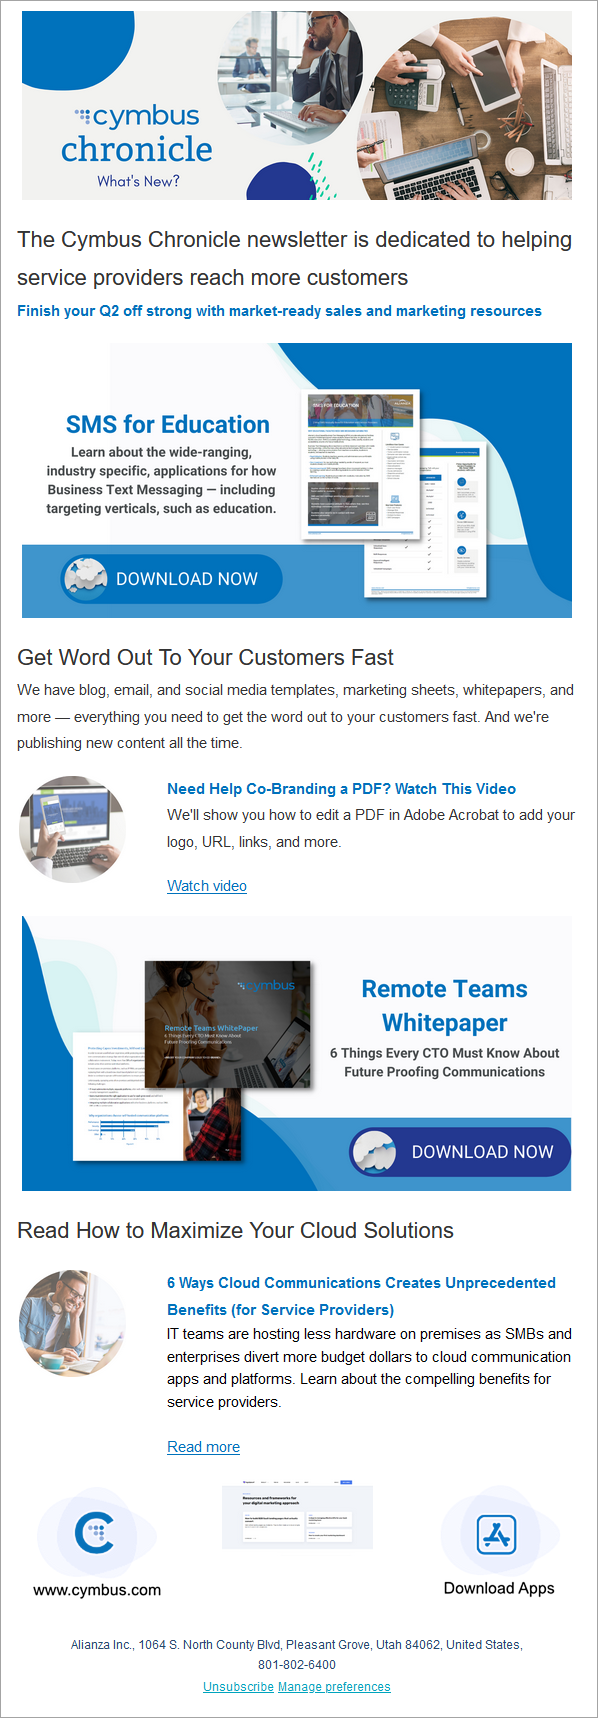 cymbus
chronicle
What's New?
The Cymbus Chronicle newsletter is dedicated to helping
service providers reach more customers
Finish your Q2 off strong with market-ready sales and marketing resources
SMS for Education
Learn about the wide-ranging,
industry specific, applications for how
Business Text Messaging — including
targeting verticals, such as education.
SMS FOR EDUCATION
DOWNLOAD NOW
Get Word Out To Your Customers Fast
We have blog, email, and social media templates, marketing sheets, whitepapers, and
more — everything you need to get the word out to your customers fast. And we're
publishing new content all the time.
Need Help Co-Branding a PDF? Watch This Video
We'll show you how to edit a PDF in Adobe Acrobat to add your
logo, URL, links, and more.
Watch video
cymbus
Remote Teams WhitePaper
6 Things Every CTO Must Know About
Future Proofing Communications
Remote Teams
Whitepaper
6 Things Every CTO Must Know About
Future Proofing Communications
DOWNLOAD NOW
Read How to Maximize Your Cloud Solutions
6 Ways Cloud Communications Creates Unprecedented
Benefits (for Service Providers)
IT teams are hosting less hardware on premises as SMBs and
enterprises divert more budget dollars to cloud communication
apps and platforms. Learn about the compelling benefits for
service providers.
Read more
Resources and frameworks for
your digital marketing approach
www.cymbus.com
Download Apps
Alianza Inc., 1064 S. North County Blvd, Pleasant Grove, Utah 84062, United States,
801-802-6400
Unsubscribe Manage preferences